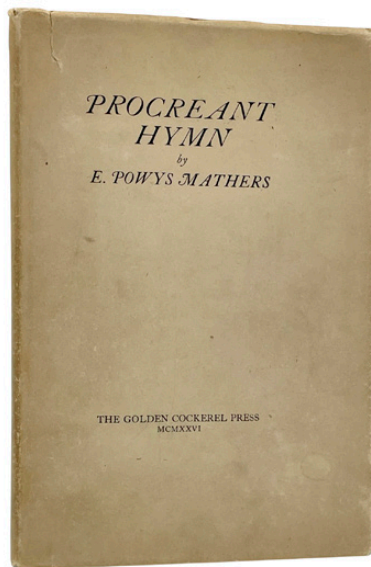 PROCREANT
HYMN
by
E. POWYS MATHERS
THE GOLDEN COCKEREL PRESS
MCMXXVI